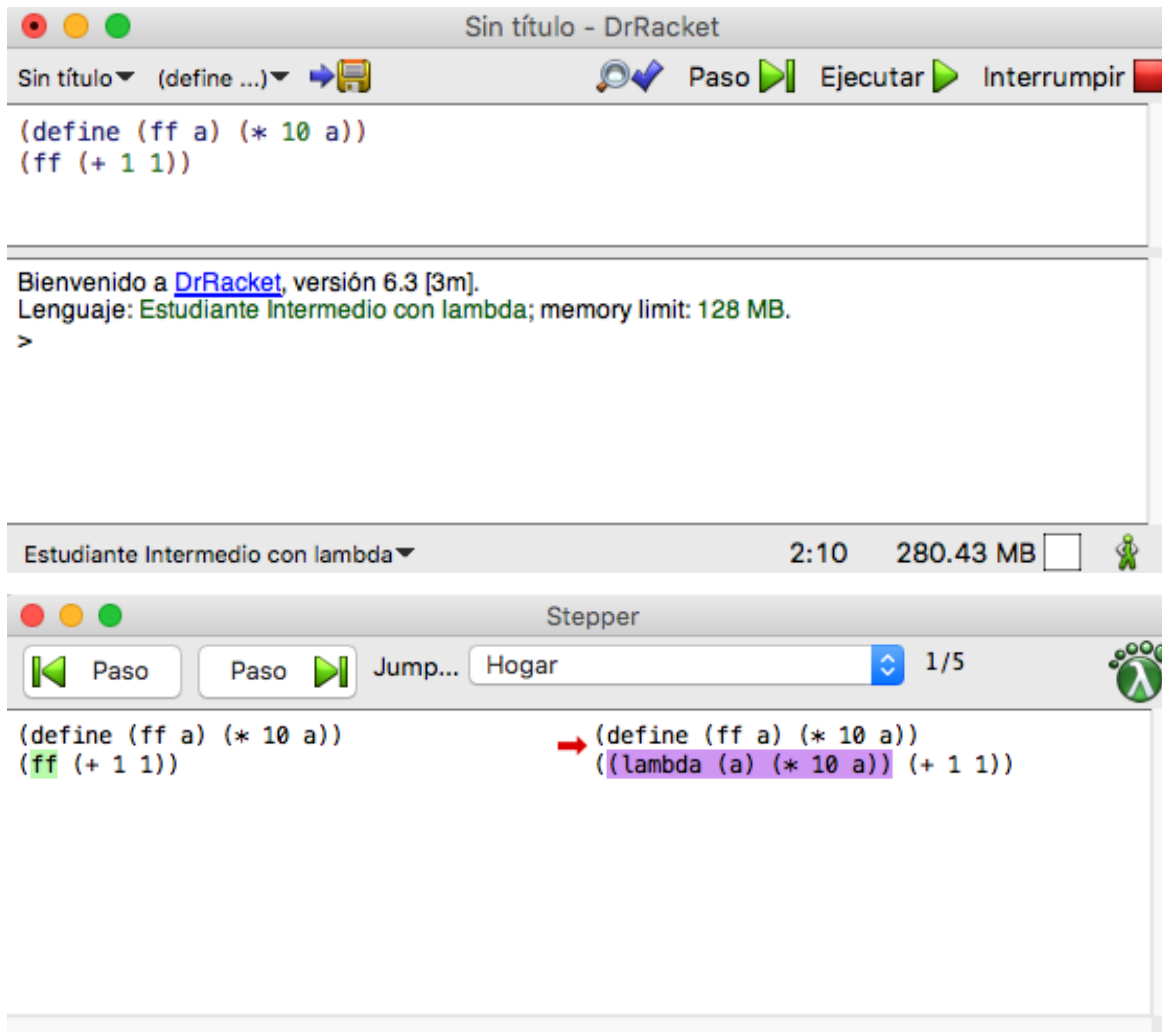 Sin título - DrRacket
Sin título (define ...) Paso Ejecutar Interrumpir
(define (ff a) (* 10 a))
(ff (+ 1 1))
Bienvenido a DrRacket, versión 6.3 [3m].
Lenguaje: Estudiante Intermedio con lambda; memory limit: 128 MB.
>
Estudiante Intermedio con lambda 2:10 280.43 MB
Stepper
Paso Paso Jump... Hogar 1/5
(define (ff a) (* 10 a)) (define (ff a) (* 10 a))
(ff (+ 1 1)) ((lambda (a) (* 10 a)) (+ 1 1))